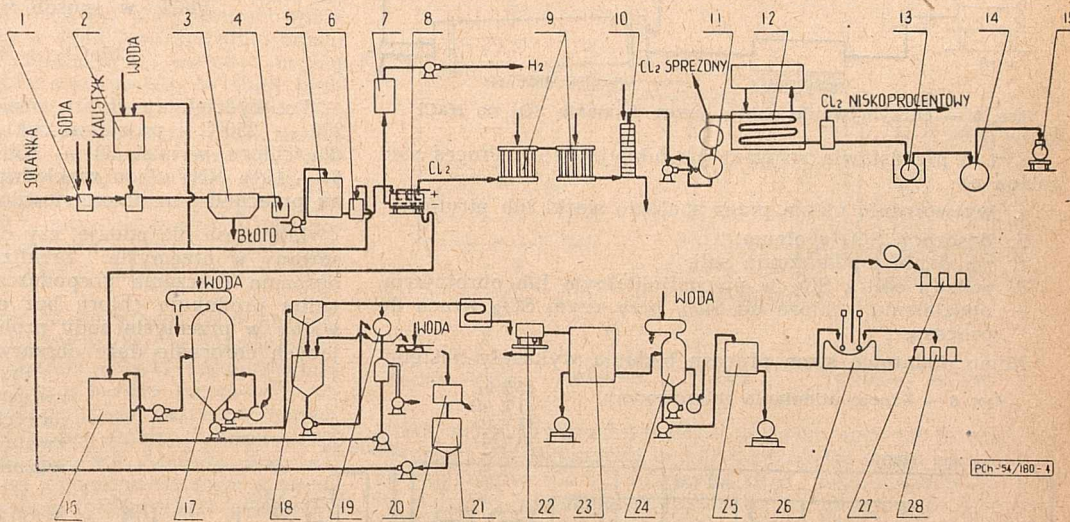 1 2 3 4 5 6 7 8 9 10 11 12 13 14 15
SOLANKA
SODA
KAUSTYK
WODA
H₂
CL₂ SPREZONY
CL₂ NISKOPROCENTOWY
CL₂
+
-
BŁOTO
WODA
WODA
WODA
PCh-54/180-4
16 17 18 19 20 21 22 23 24 25 26 27 28